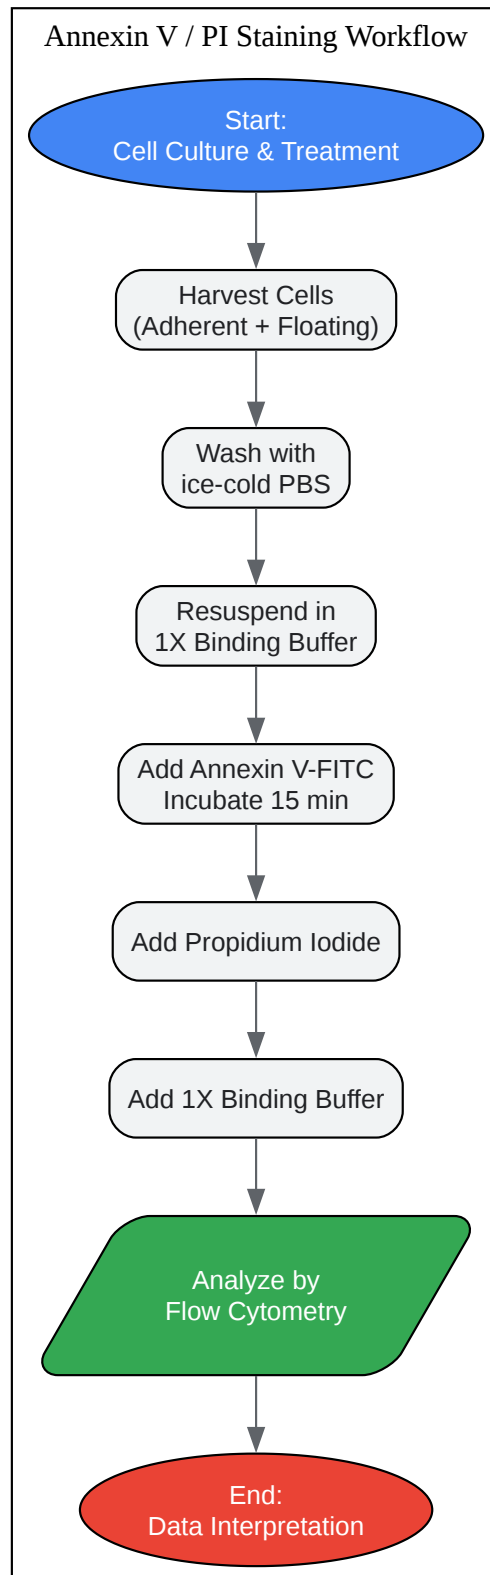 Annexin V / PI Staining Workflow
Start:
Cell Culture & Treatment
Harvest Cells
(Adherent + Floating)
Wash with
ice-cold PBS
Resuspend in
1X Binding Buffer
Add Annexin V-FITC
Incubate 15 min
Add Propidium Iodide
Add 1X Binding Buffer
Analyze by
Flow Cytometry
End:
Data Interpretation